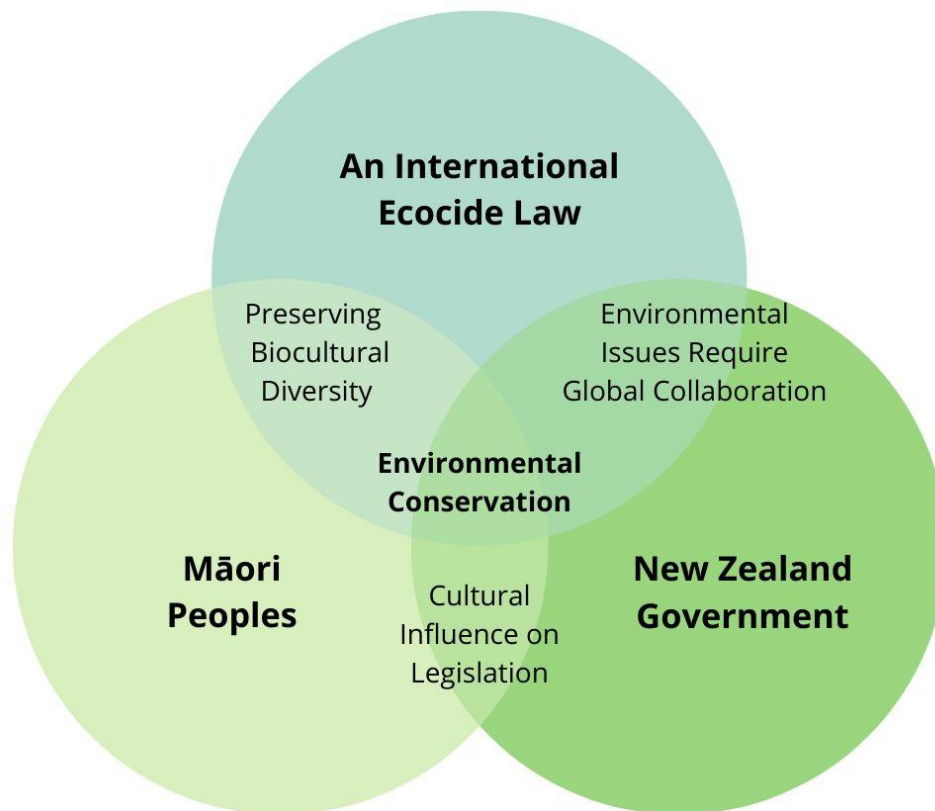 An International
Ecocide Law
Preserving
Biocultural
Diversity
Environmental
Issues Require
Global Collaboration
Environmental
Conservation
Māori
Peoples
Cultural
Influence on
Legislation
New Zealand
Government